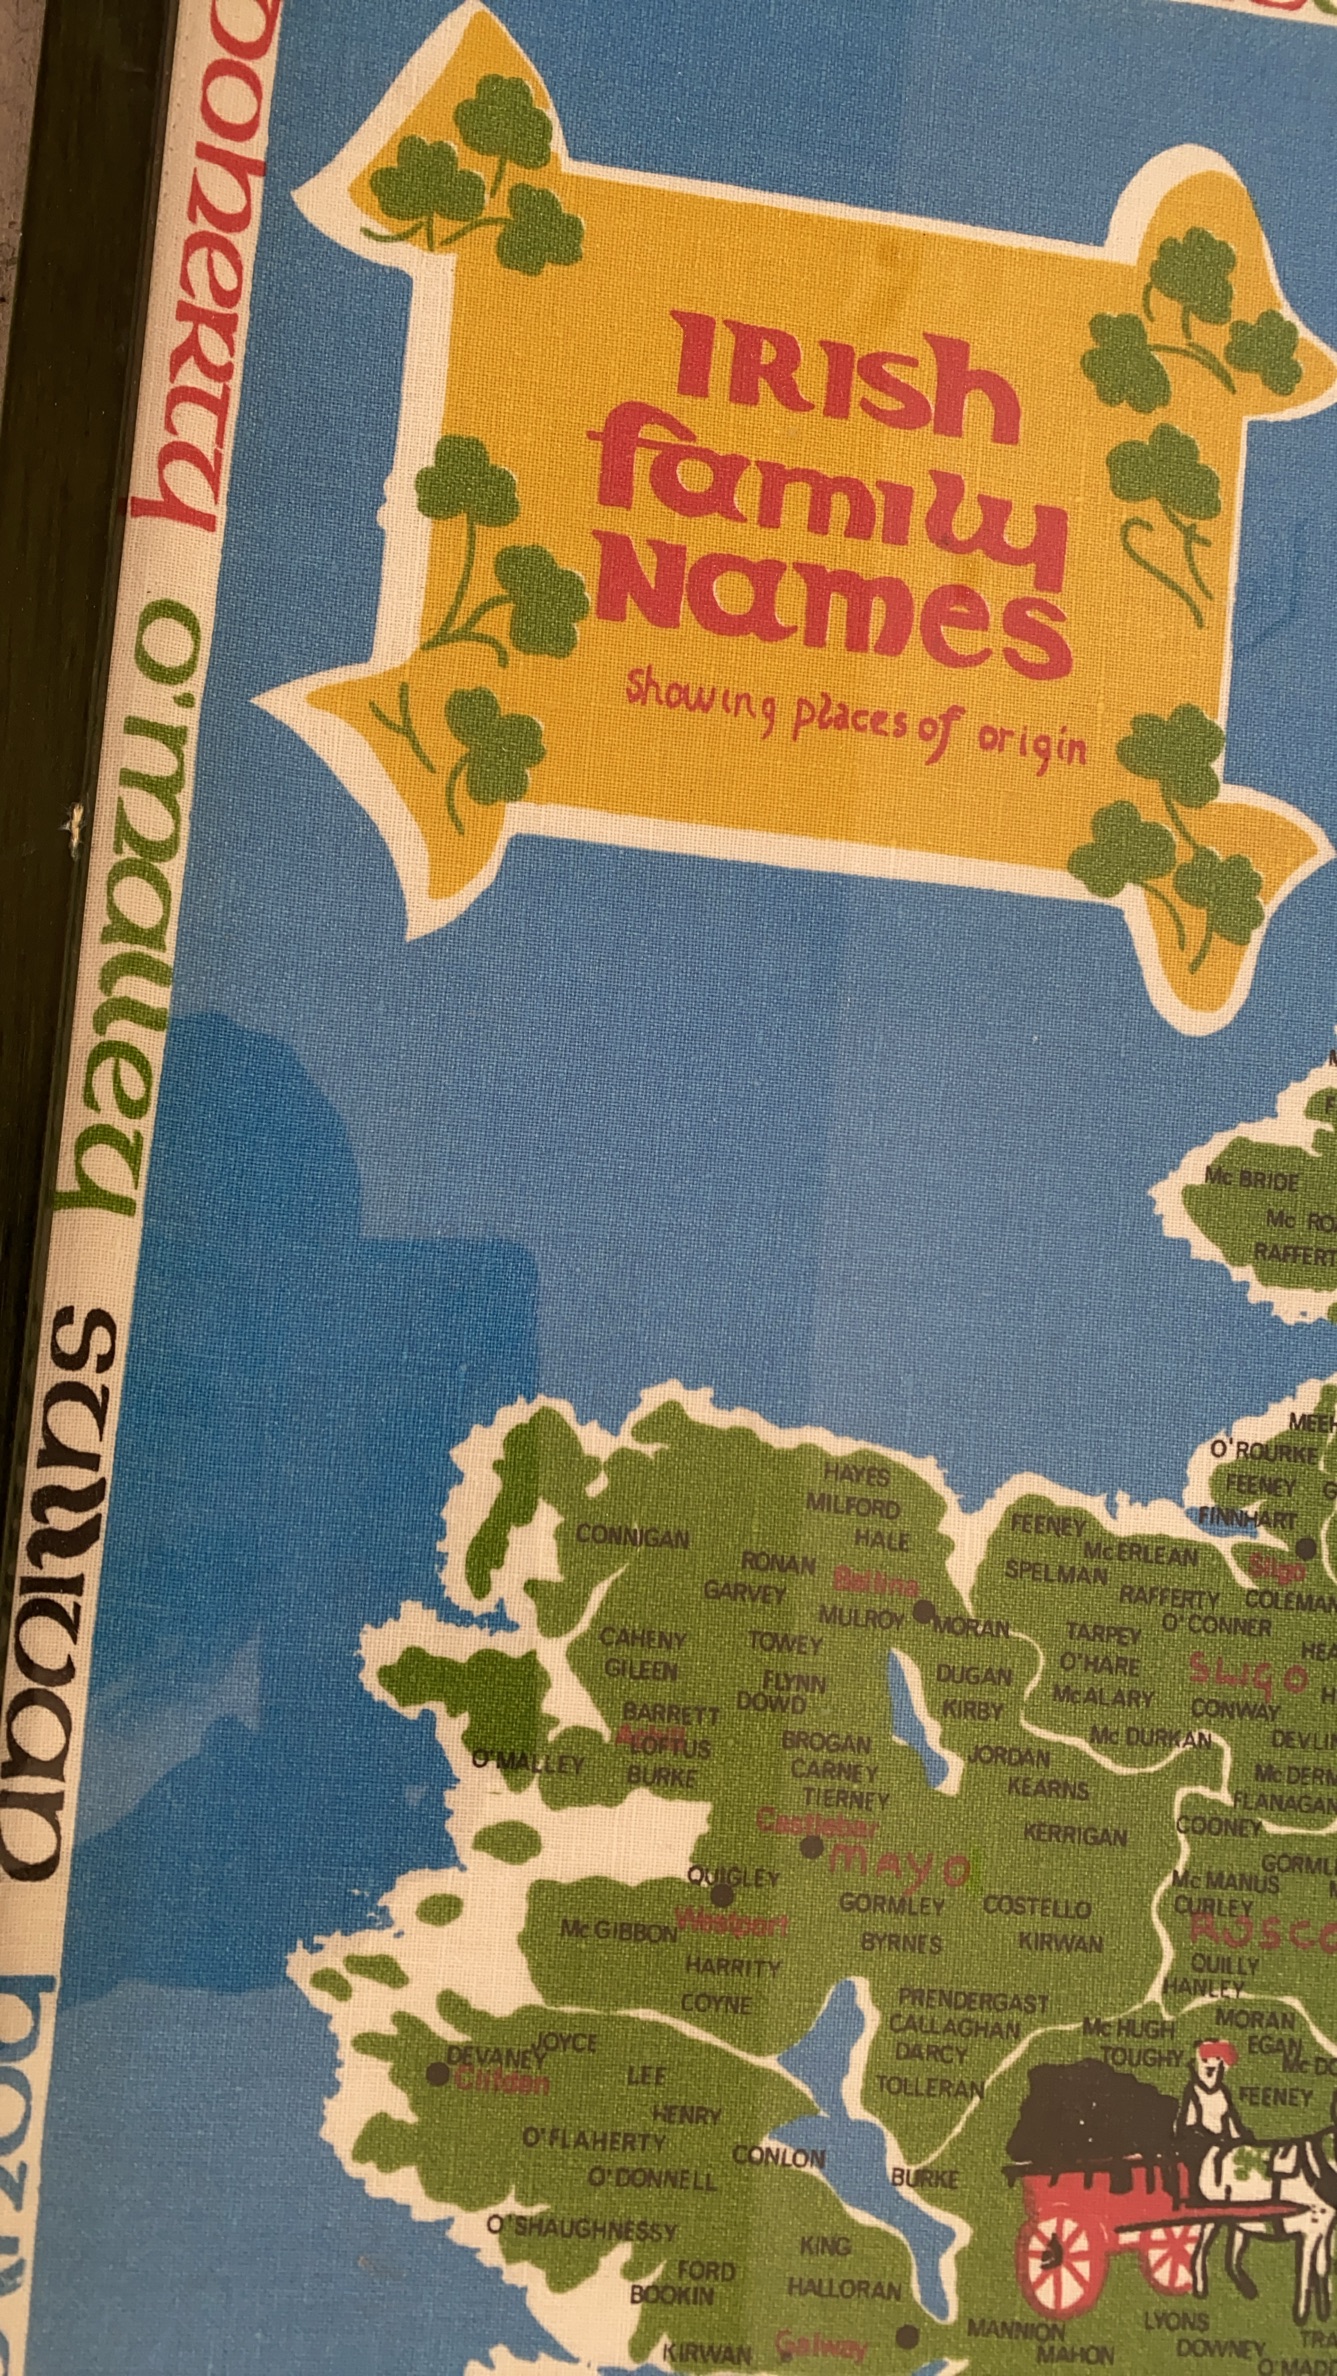 IRISH
family
NAMES
showing places of origin
doherty o'malley sullivan
Mc BRIDE
HAYES
MILFORD
HALE
CONNIGAN
RONAN
Ballina
GARVEY
MULROY
MORAN
CAHENY
TOWEY
GILEEN
FLYNN
DOWD
BARRETT
Achill
LOFTUS
O'MALLEY
BURKE
BROGAN
CARNEY
TIERNEY
DUGAN
KIRBY
JORDAN
KEARNS
KERRIGAN
Castlebar
MAYO
QUIGLEY
Westport
Mc GIBBON
GORMLEY
COSTELLO
BYRNES
KIRWAN
HARRITY
COYNE
PRENDERGAST
CALLAGHAN
DARCY
TOLLERAN
O'ROURKE
FEENEY
FINNHART
Sligo
FEENEY
McERLEAN
SPELMAN
RAFFERTY
COLEMAN
TARPEY
O'CONNER
O'HARE
SLIGO
McALARY
CONWAY
Mc DURKAN
FLANAGAN
COONEY
Mc MANUS
CURLEY
QUILLY
HANLEY
Mc HUGH
MORAN
TOUGHY
EGAN
FEENEY
JOYCE
DEVANEY
Clifden
LEE
HENRY
O'FLAHERTY
CONLON
O'DONNELL
BURKE
O'SHAUGHNESSY
KING
FORD
BOOKIN
HALLORAN
KIRWAN
Galway
MANNION
LYONS
MAHON
DOWNEY